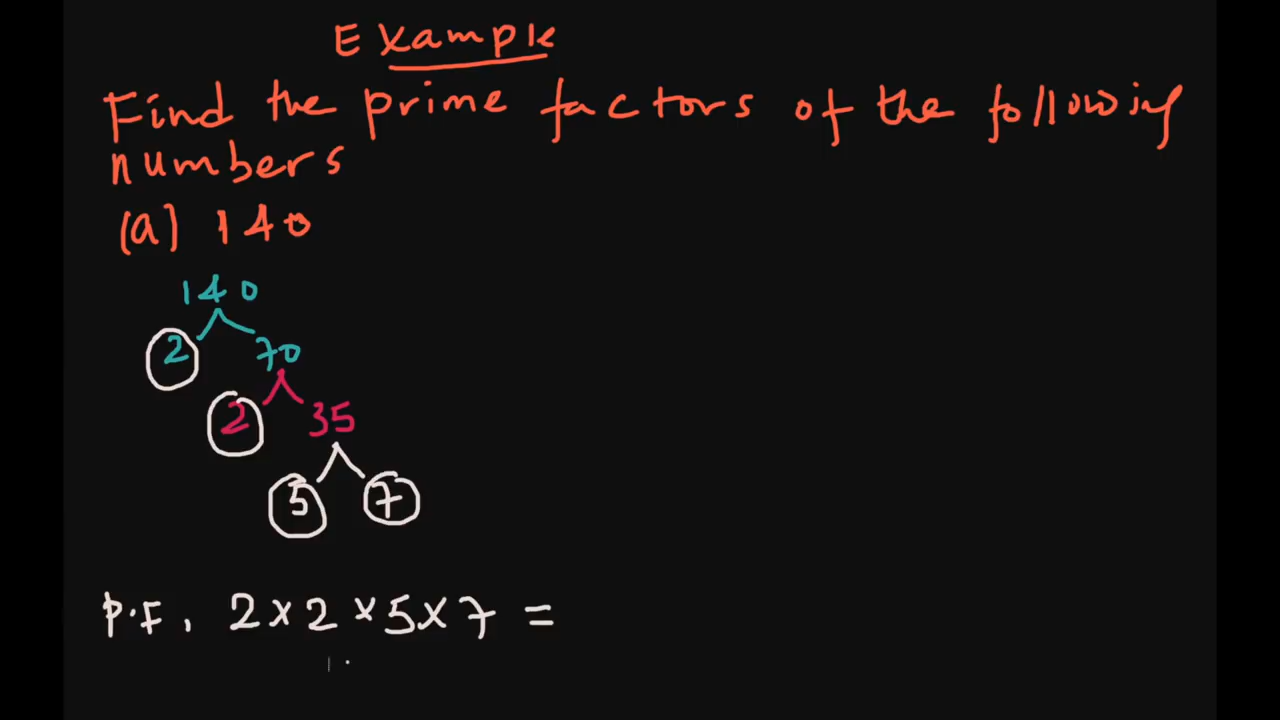 Example
Find the prime factors of the following
numbers
(a) 140
140
2 70
2 35
5 7
P.F. 2 × 2 × 5 × 7 =